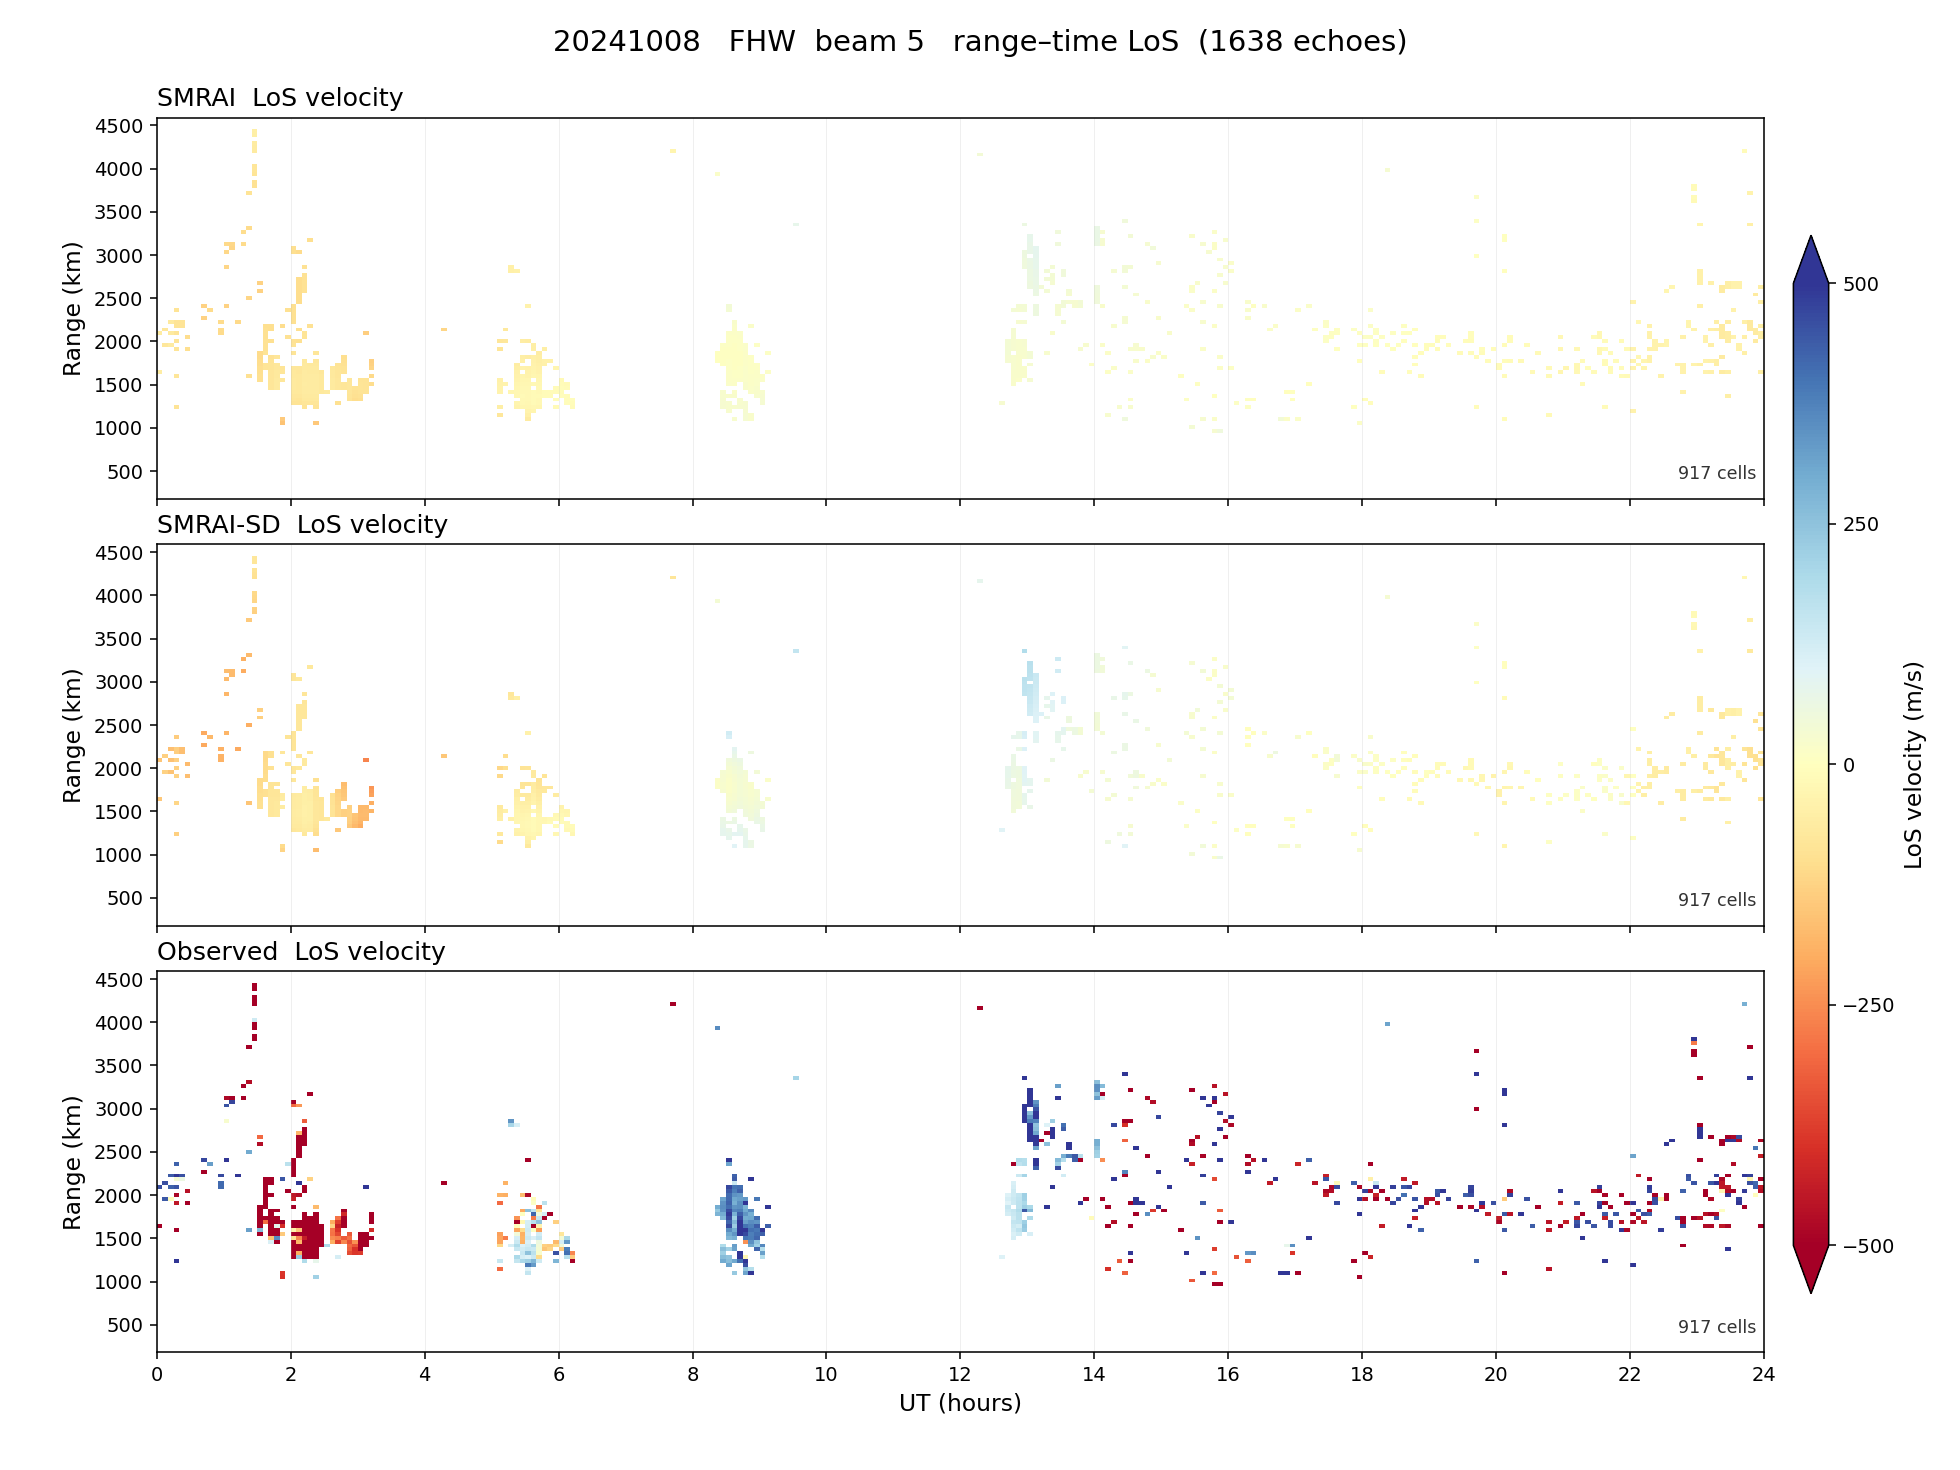 20241008   FHW  beam 5   range–time LoS  (1638 echoes)
SMRAI  LoS velocity
4500
4000
3500
3000
2500
2000
1500
1000
500
Range (km)
917 cells
SMRAI-SD  LoS velocity
4500
4000
3500
3000
2500
2000
1500
1000
500
Range (km)
917 cells
Observed  LoS velocity
4500
4000
3500
3000
2500
2000
1500
1000
500
Range (km)
917 cells
0 2 4 6 8 10 12 14 16 18 20 22 24
UT (hours)
500
250
0
−250
−500
LoS velocity (m/s)